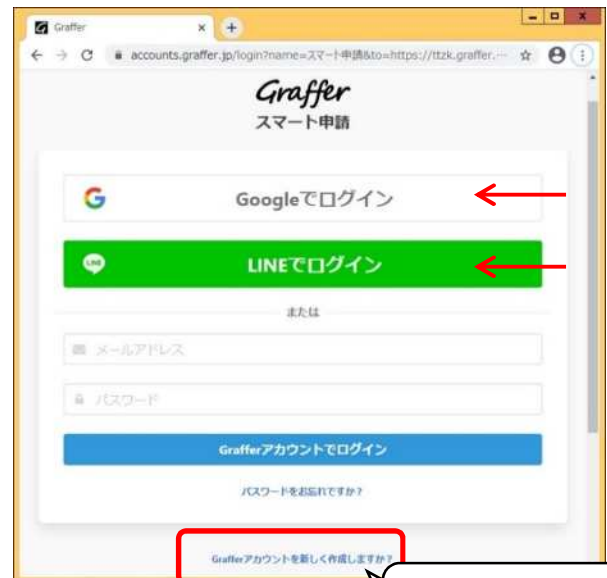 Graffer
accounts.graffer.jp/login?name=スマート申請&to=https://ttzk.graffer.…
Graffer
スマート申請
Googleでログイン
LINE
LINEでログイン
または
メールアドレス
パスワード
Grafferアカウントでログイン
パスワードをお忘れですか?
Grafferアカウントを新しく作成しますか?